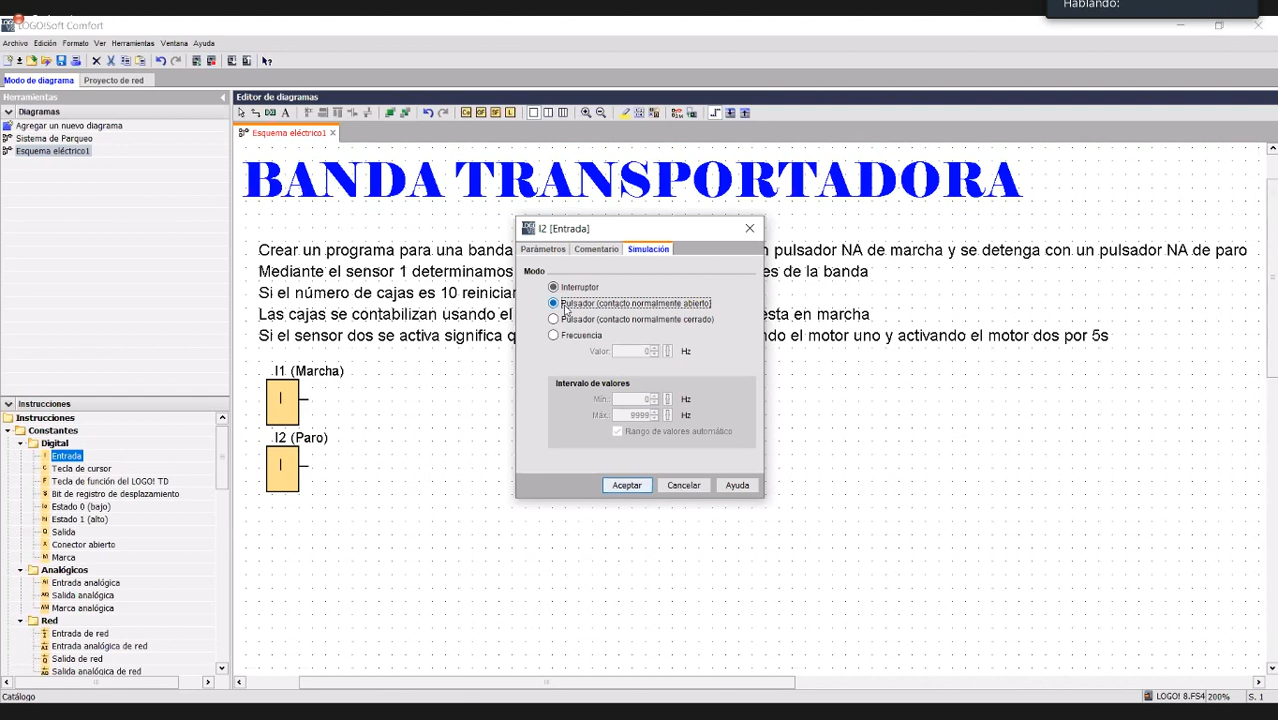 Hablando:
LOGO!Soft Comfort
Archivo Edición Formato Ver Herramientas Ventana Ayuda
Modo de diagrama Proyecto de red
Herramientas
Diagramas
Agregar un nuevo diagrama
Sistema de Parqueo
Esquema eléctrico1
Instrucciones
Instrucciones
Constantes
Digital
Entrada
Tecla de cursor
Tecla de función del LOGO! TD
Bit de registro de desplazamiento
Estado 0 (bajo)
Estado 1 (alto)
Salida
Conector abierto
Marca
Analógicos
Entrada analógica
Salida analógica
Marca analógica
Red
Entrada de red
Entrada analógica de red
Salida de red
Salida analógica de red
Editor de diagramas
Esquema eléctrico1
BANDA TRANSPORTADORA
Crear un programa para una banda n pulsador NA de marcha y se detenga con un pulsador NA de paro
Mediante el sensor 1 determinamos es de la banda
Si el número de cajas es 10 reinician
Las cajas se contabilizan usando el esta en marcha
Si el sensor dos se activa significa q ndo el motor uno y activando el motor dos por 5s
I1 (Marcha)
I
I2 (Paro)
I
I2 [Entrada]
Parámetros Comentario Simulación
Modo
Interruptor
Pulsador (contacto normalmente abierto)
Pulsador (contacto normalmente cerrado)
Frecuencia
Valor: 0 Hz
Intervalo de valores
Mín.: 0 Hz
Máx.: 9999 Hz
Rango de valores automático
Aceptar Cancelar Ayuda
Catálogo
LOGO! 8.FS4 200% S. 1